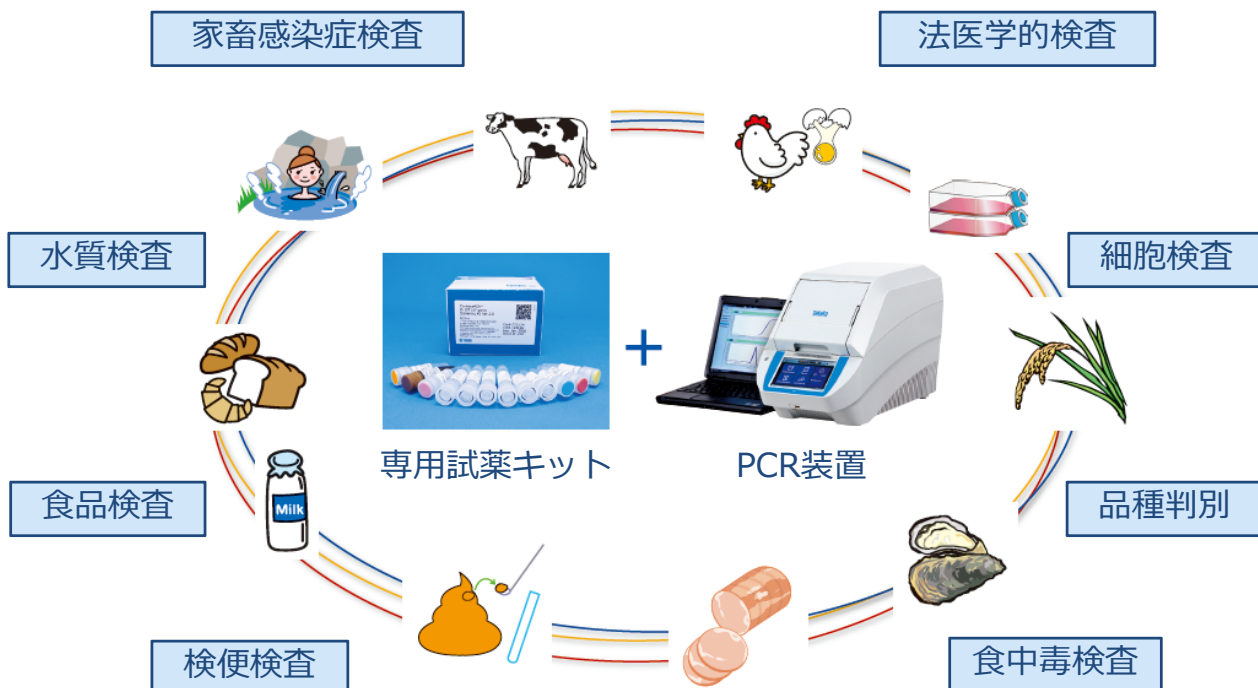 家畜感染症検査
法医学的検査
水質検査
細胞検査
+
専用試薬キット
PCR装置
食品検査
Milk
品種判別
検便検査
食中毒検査